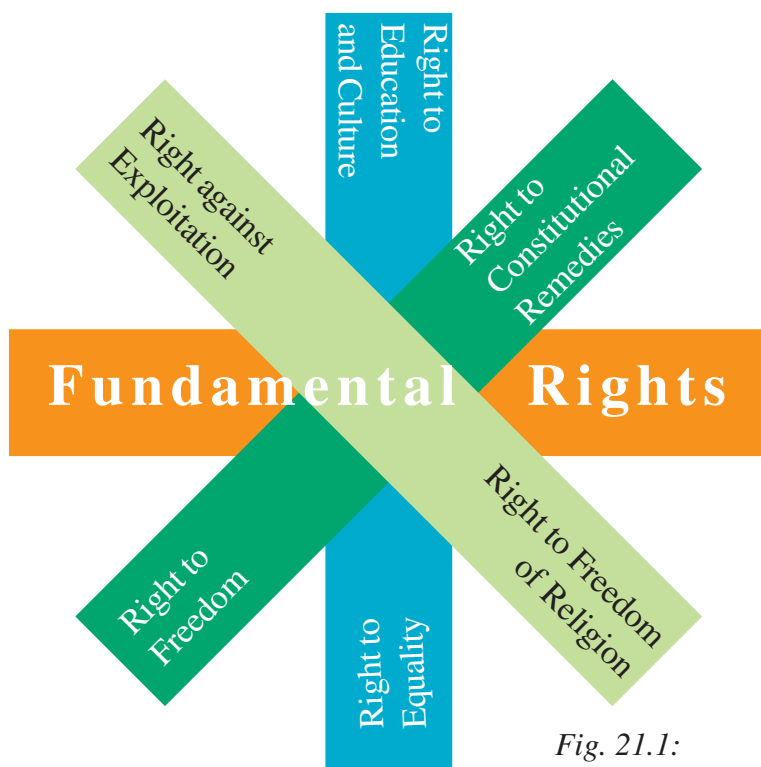 Right to
Education
and Culture
Right against
Exploitation
Right to
Constitutional
Remedies
Fundamental Rights
Right to
Freedom
Right to
Equality
Right to Freedom
of Religion
Fig. 21.1: